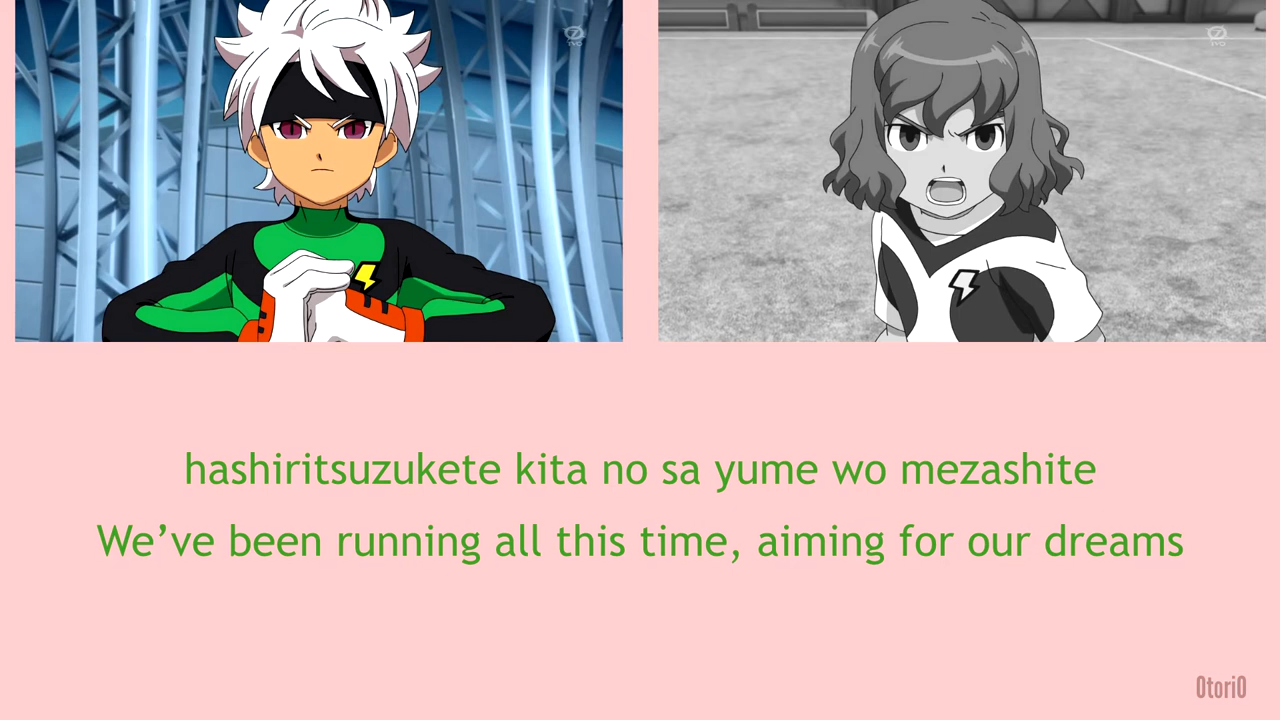 hashiritsuzukete kita no sa yume wo mezashite
We’ve been running all this time, aiming for our dreams
OtoriO